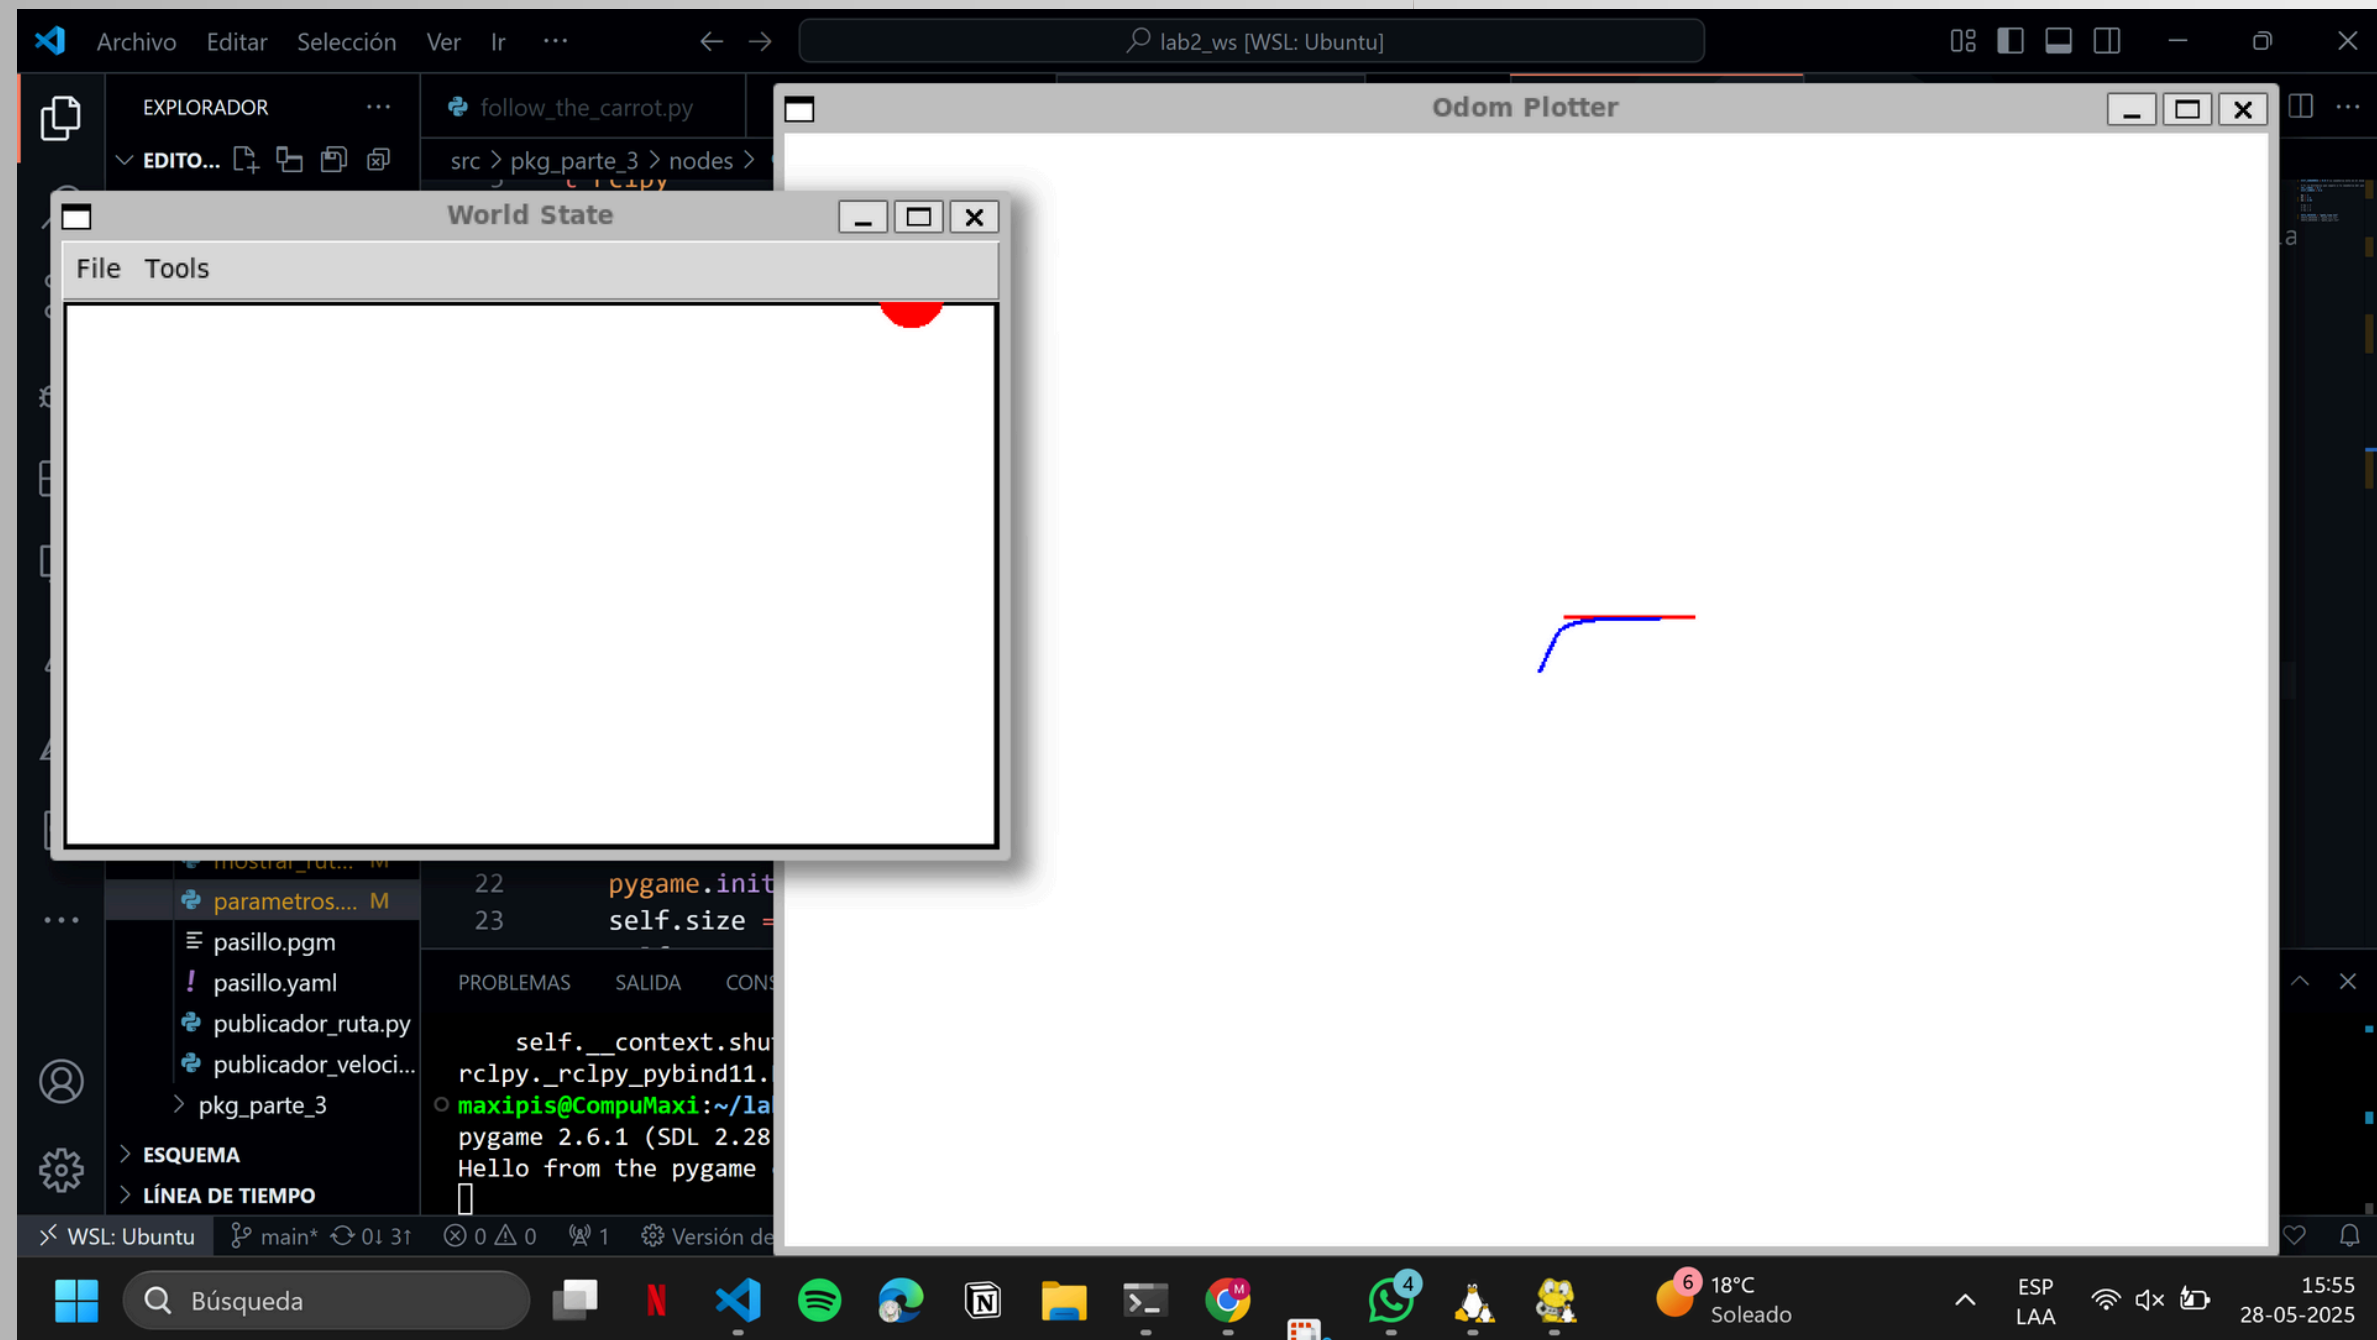 Archivo Editar Selección Ver Ir ··· lab2_ws [WSL: Ubuntu]
EXPLORADOR ···
follow_the_carrot.py
Odom Plotter
EDITO...
src > pkg_parte_3 > nodes >
rclpy
World State
File Tools
a
22 pygame.init
23 self.size =
parametros.... M
pasillo.pgm
pasillo.yaml
publicador_ruta.py
publicador_veloci...
pkg_parte_3
ESQUEMA
LÍNEA DE TIEMPO
PROBLEMAS SALIDA CONS
self.__context.shu
rclpy._rclpy_pybind11.
maxipis@CompuMaxi:~/la
pygame 2.6.1 (SDL 2.28
Hello from the pygame
WSL: Ubuntu main* 0↓ 3↑ 0 0 1 Versión de
Búsqueda
N
4
6
18°C
Soleado
ESP
LAA
15:55
28-05-2025